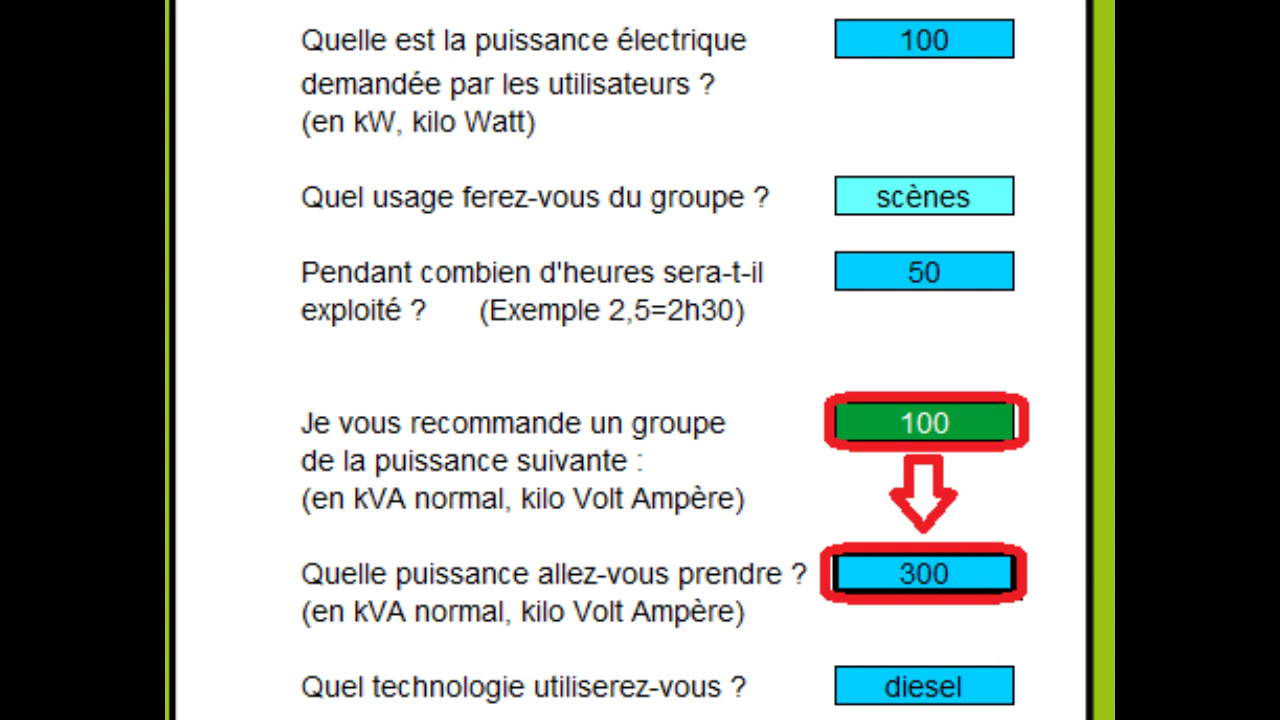 Quelle est la puissance électrique 100
demandée par les utilisateurs ?
(en kW, kilo Watt)
Quel usage ferez-vous du groupe ? scènes
Pendant combien d'heures sera-t-il 50
exploité ? (Exemple 2,5=2h30)
Je vous recommande un groupe 100
de la puissance suivante :
(en kVA normal, kilo Volt Ampère)
Quelle puissance allez-vous prendre ? 300
(en kVA normal, kilo Volt Ampère)
Quel technologie utiliserez-vous ? diesel